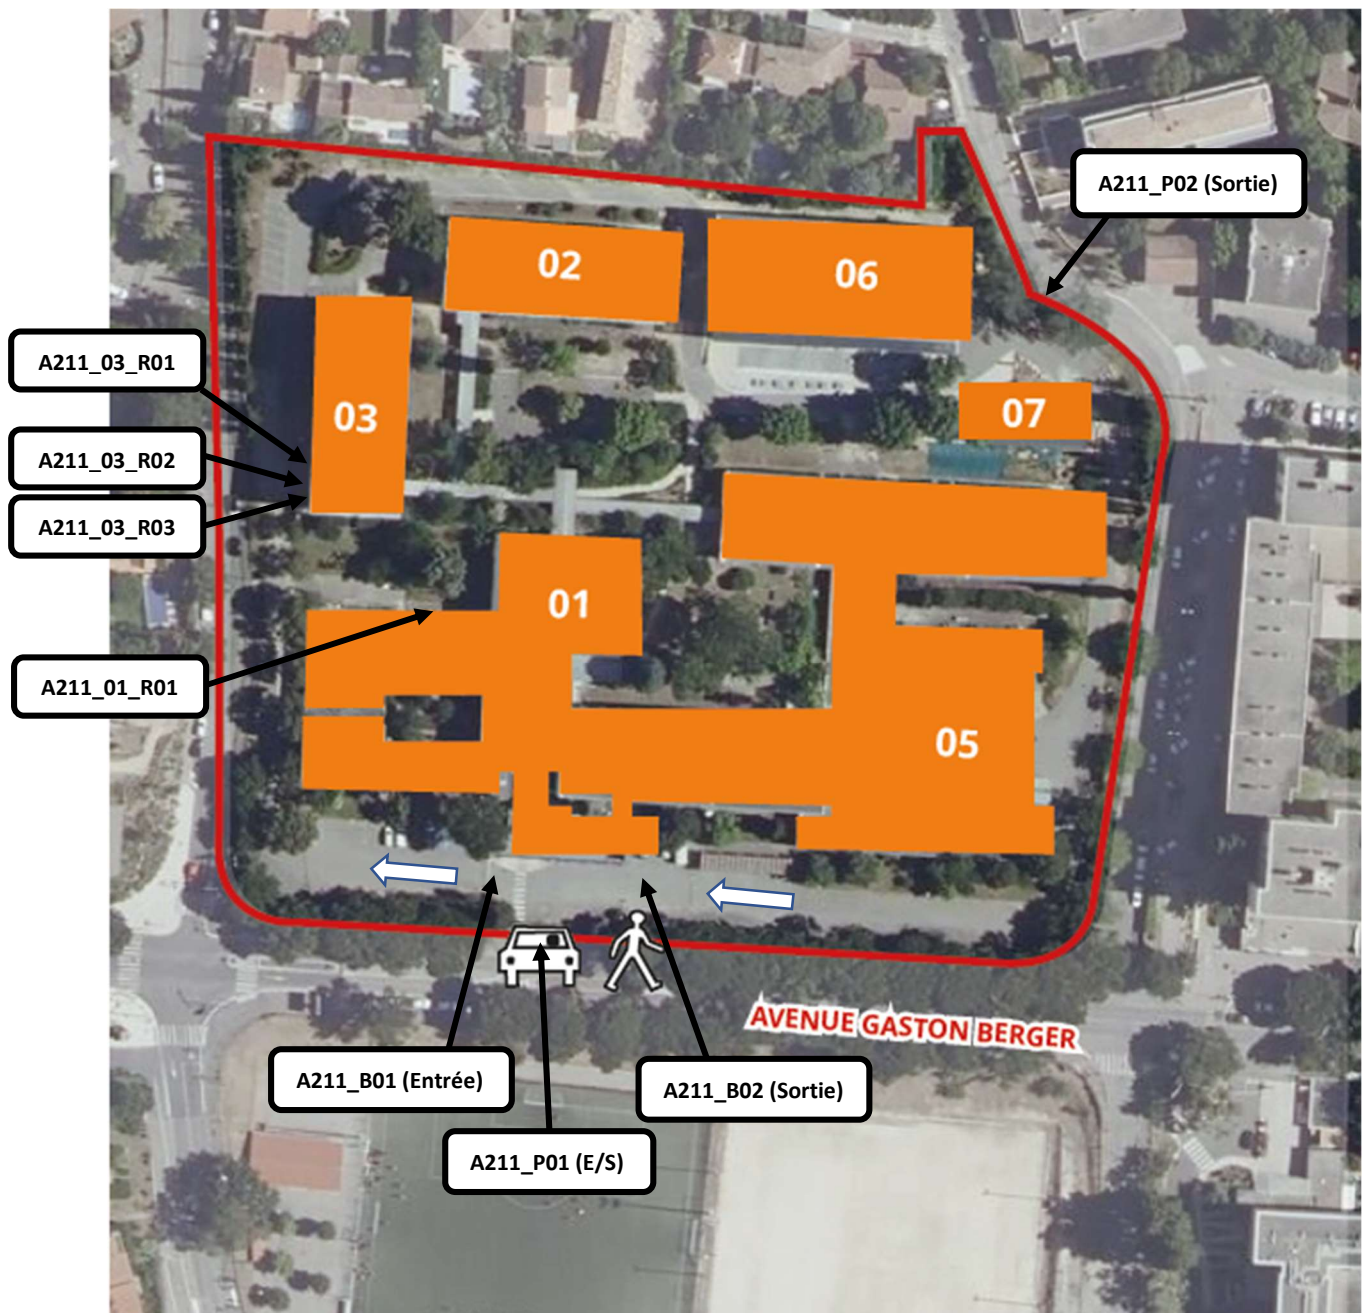 A211_P02 (Sortie)
02
06
A211_03_R01
03
07
A211_03_R02
A211_03_R03
01
A211_01_R01
05
AVENUE GASTON BERGER
A211_B01 (Entrée)
A211_B02 (Sortie)
A211_P01 (E/S)